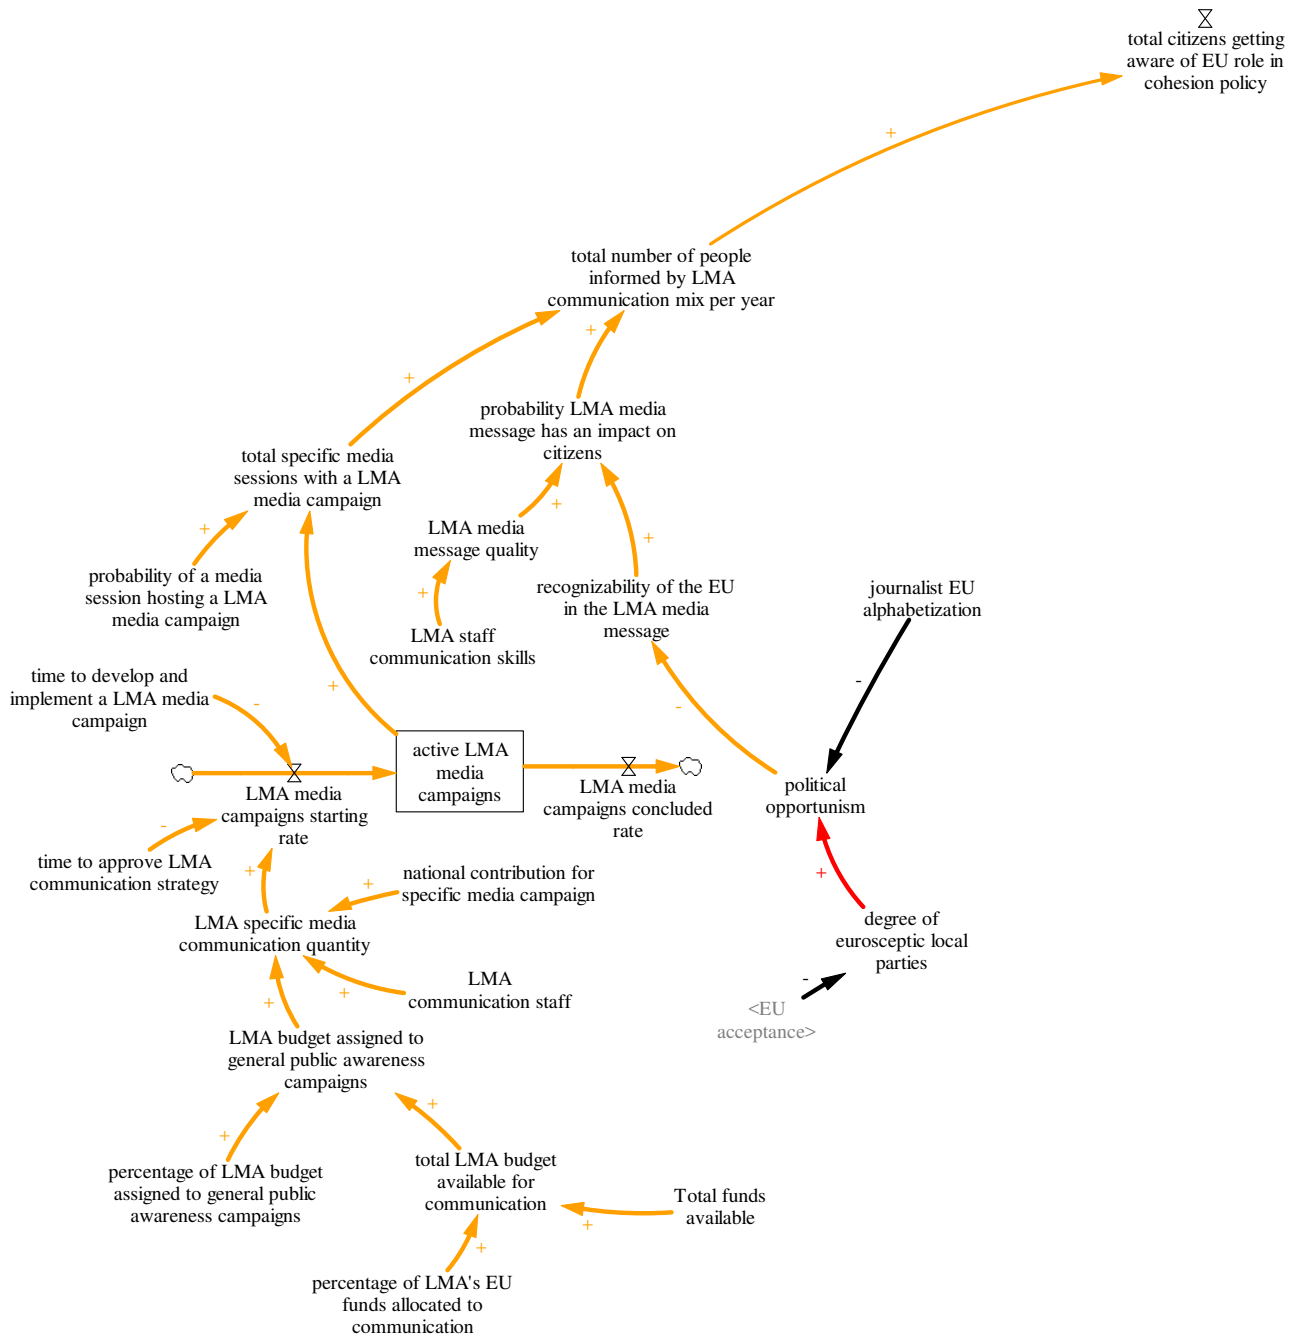 total citizens getting
aware of EU role in
cohesion policy
+
total number of people
informed by LMA
communication mix per year
+
+
probability LMA media
message has an impact on
citizens
total specific media
sessions with a LMA
media campaign
+
+
LMA media
message quality
+
probability of a media
session hosting a LMA
media campaign
+
recognizability of the EU
in the LMA media
message
journalist EU
alphabetization
LMA staff
communication skills
time to develop and
implement a LMA media
campaign
-
+
-
-
active LMA
media
campaigns
LMA media
campaigns starting
rate
LMA media
campaigns concluded
rate
political
opportunism
-
time to approve LMA
communication strategy
+
+
national contribution for
specific media campaign
+
LMA specific media
communication quantity
degree of
eurosceptic local
parties
-
<EU
acceptance>
+
+
LMA
communication staff
LMA budget assigned to
general public awareness
campaigns
+
+
percentage of LMA budget
assigned to general public
awareness campaigns
total LMA budget
available for
communication
Total funds
available
+
+
percentage of LMA's EU
funds allocated to
communication